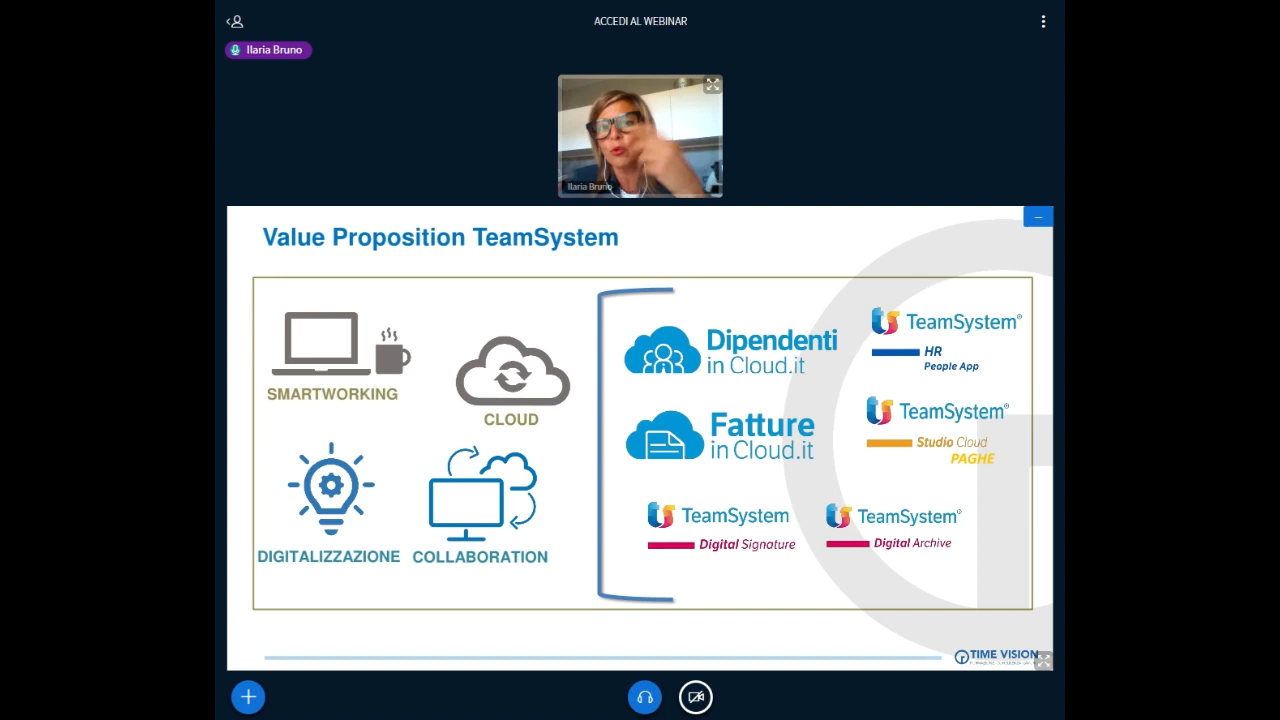 ACCEDI AL WEBINAR
Ilaria Bruno
Ilaria Bruno
Value Proposition TeamSystem
SMARTWORKING
CLOUD
DIGITALIZZAZIONE
COLLABORATION
Dipendenti
in Cloud.it
Fatture
in Cloud.it
TeamSystem®
HR
People App
TeamSystem®
Studio Cloud
PAGHE
TeamSystem
Digital Signature
TeamSystem®
Digital Archive
TIME VISION